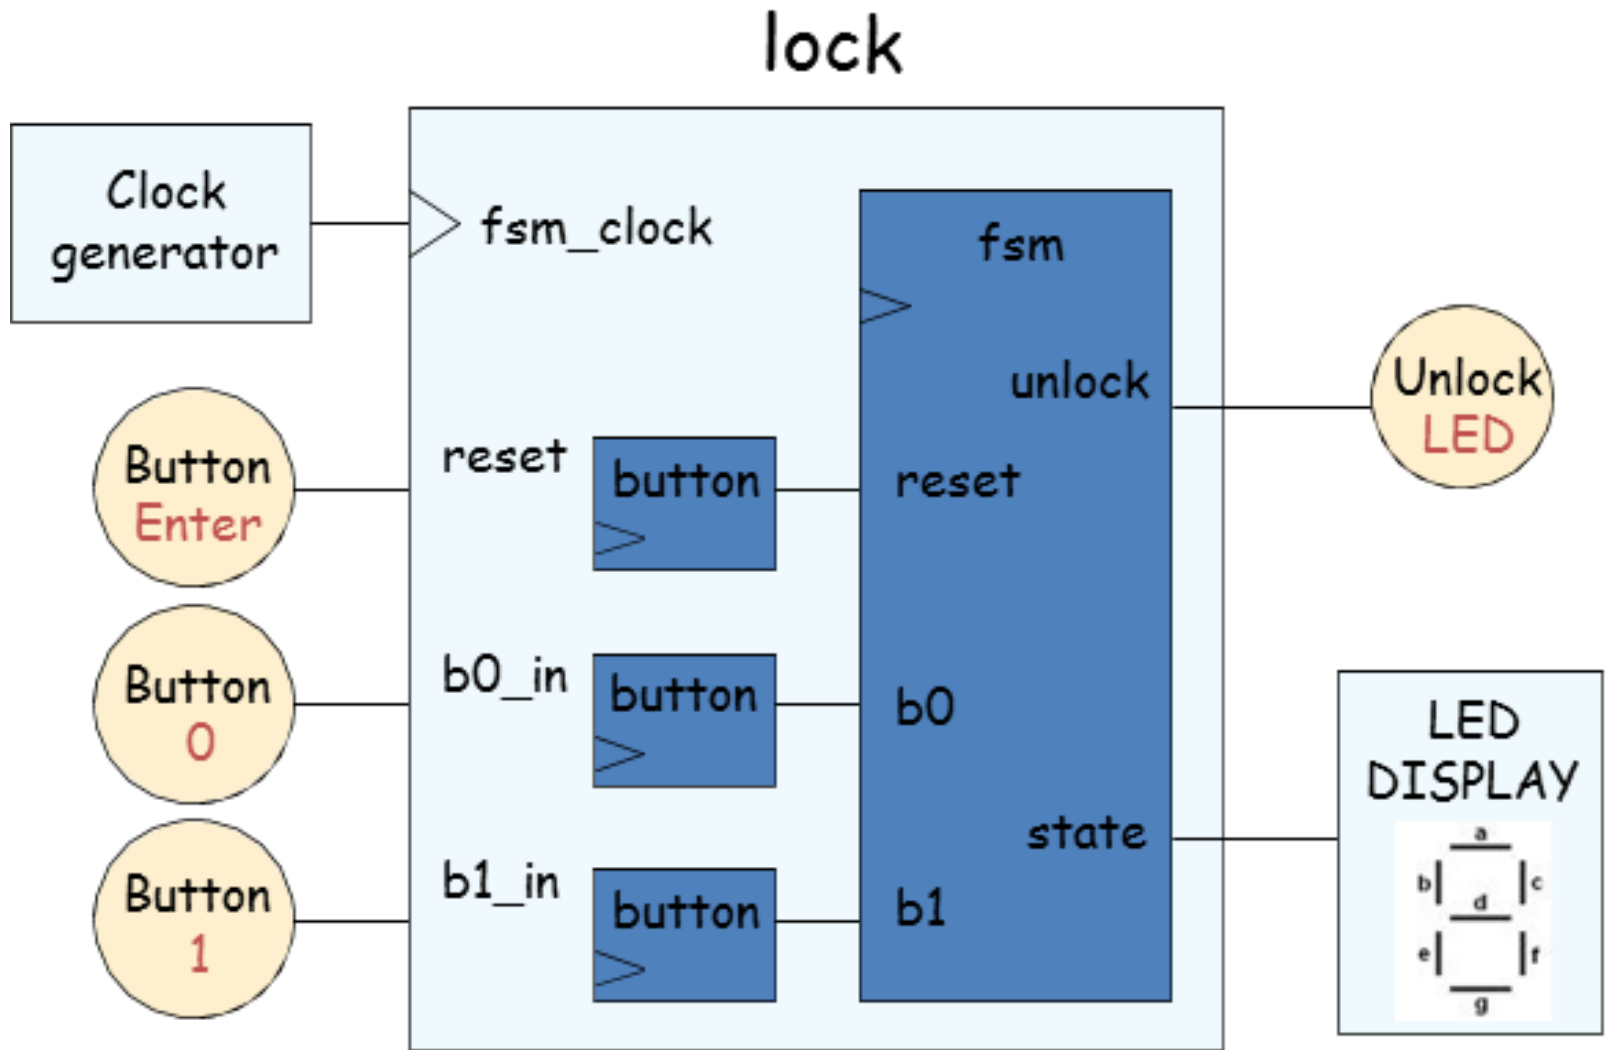 lock
Clock
generator
fsm_clock
fsm
unlock
Unlock
LED
Button
Enter
reset
button
reset
Button
0
b0_in
button
b0
LED
DISPLAY
a
b
c
d
e
f
g
state
Button
1
b1_in
button
b1